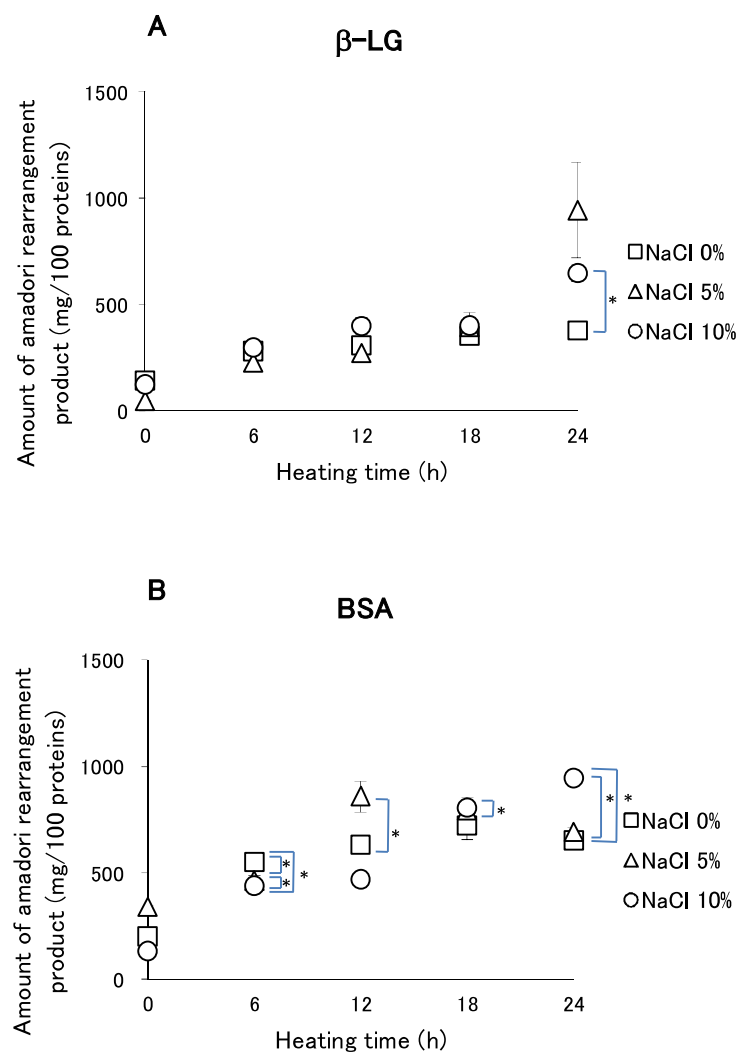 A
β-LG
Amount of amadori rearrangement
product (mg/100 proteins)
1500
1000
500
0
0 6 12 18 24
Heating time (h)
*
NaCl 0%
NaCl 5%
NaCl 10%
B
BSA
Amount of amadori rearrangement
product (mg/100 proteins)
1500
1000
500
0
0 6 12 18 24
Heating time (h)
*
*
*
*
*
* *
NaCl 0%
NaCl 5%
NaCl 10%